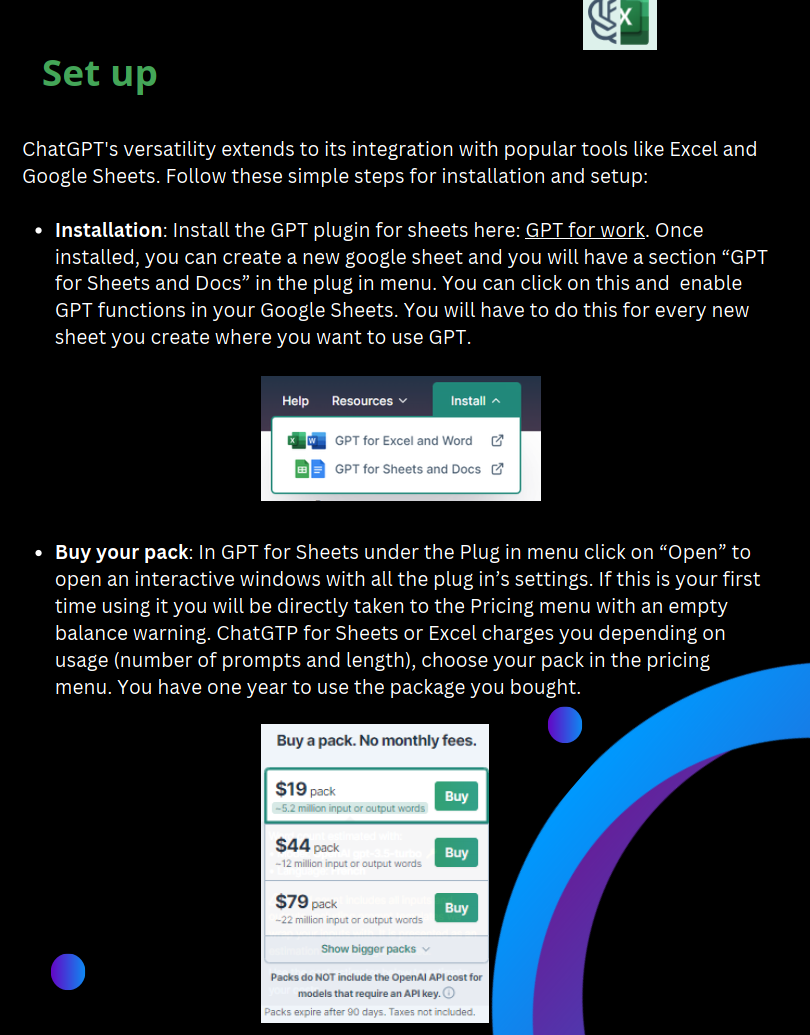 X
Set up
ChatGPT's versatility extends to its integration with popular tools like Excel and
Google Sheets. Follow these simple steps for installation and setup:
• Installation: Install the GPT plugin for sheets here: GPT for work. Once
installed, you can create a new google sheet and you will have a section “GPT
for Sheets and Docs” in the plug in menu. You can click on this and enable
GPT functions in your Google Sheets. You will have to do this for every new
sheet you create where you want to use GPT.
Help Resources Install
X W GPT for Excel and Word
GPT for Sheets and Docs
• Buy your pack: In GPT for Sheets under the Plug in menu click on “Open” to
open an interactive windows with all the plug in’s settings. If this is your first
time using it you will be directly taken to the Pricing menu with an empty
balance warning. ChatGTP for Sheets or Excel charges you depending on
usage (number of prompts and length), choose your pack in the pricing
menu. You have one year to use the package you bought.
Buy a pack. No monthly fees.
$19 pack
~5.2 million input or output words
Buy
$44 pack
~12 million input or output words
Buy
$79 pack
~22 million input or output words
Buy
Show bigger packs
Packs do NOT include the OpenAI API cost for
models that require an API key.
Packs expire after 90 days. Taxes not included.